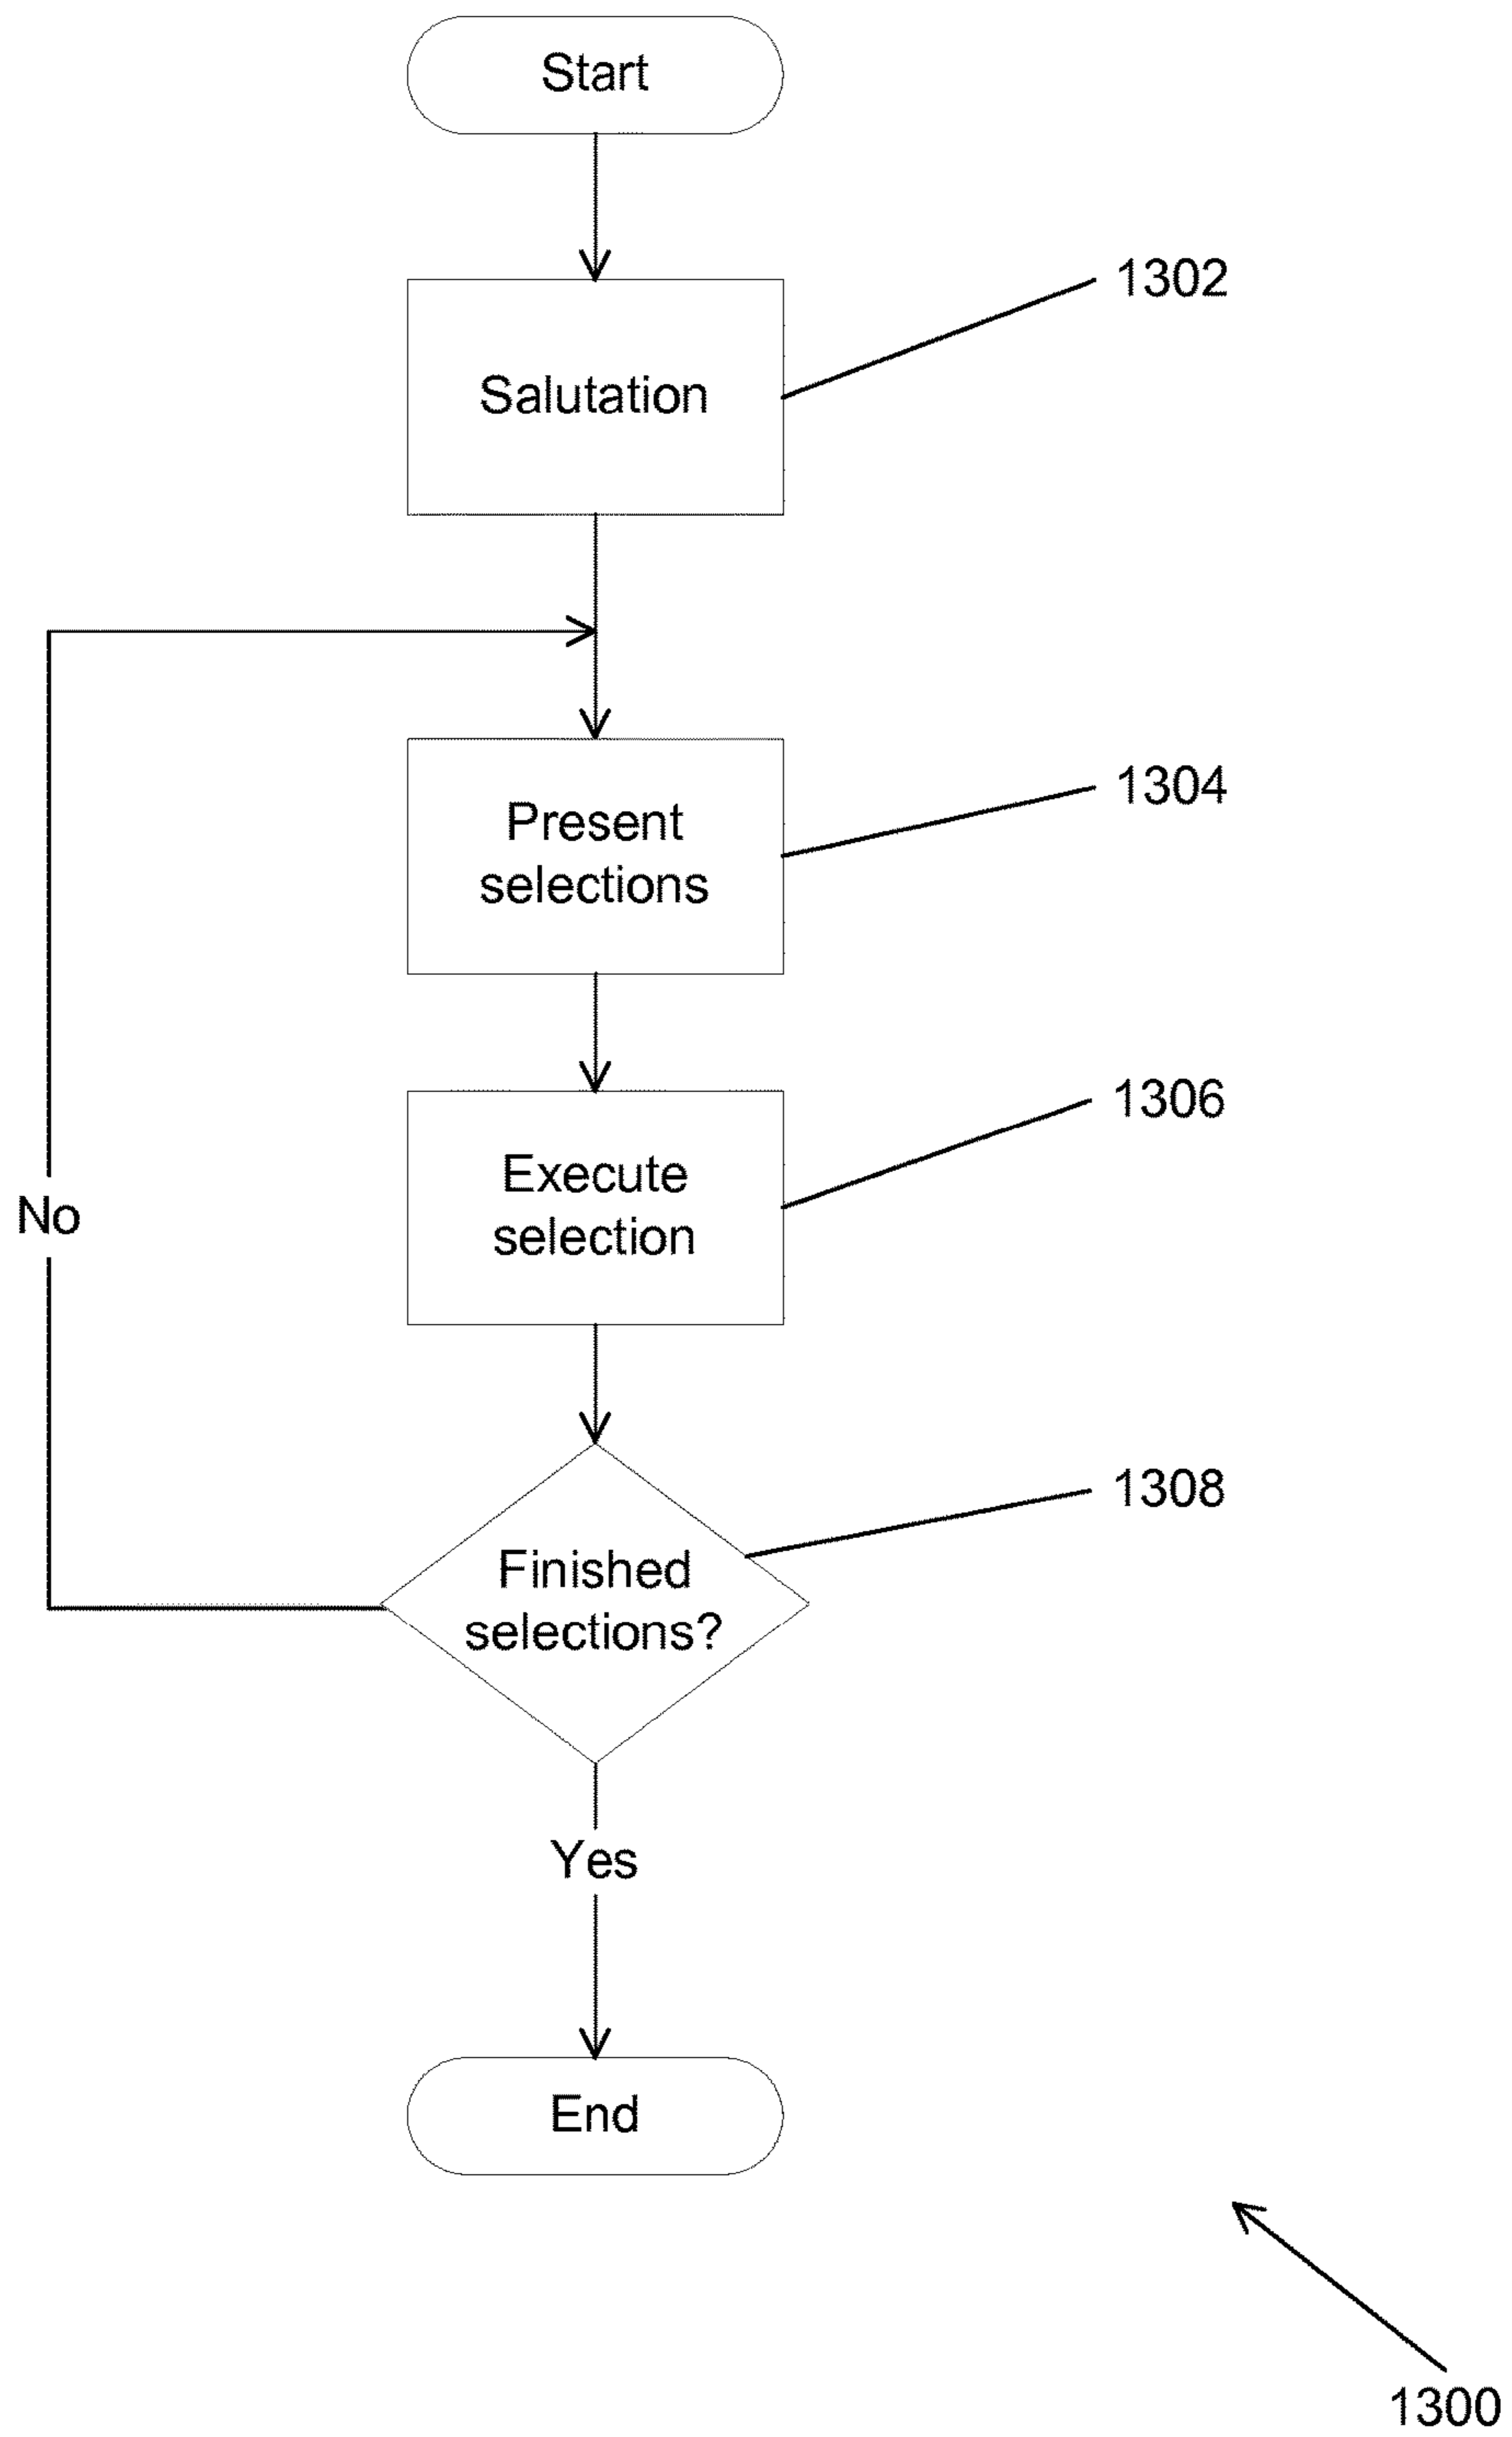 Start
1302
Salutation
1304
Present
selections
1306
Execute
selection
No
1308
Finished
selections?
Yes
End
1300